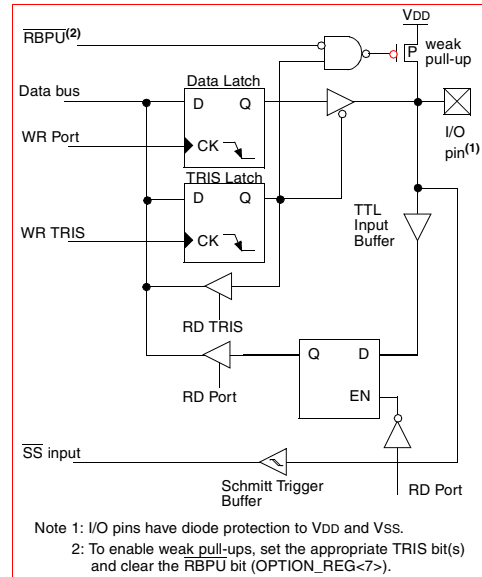 VDD
RBPU(2)
P
weak
pull-up
Data bus
Data Latch
D Q
WR Port
CK
I/O
pin(1)
TRIS Latch
D Q
TTL
Input
Buffer
WR TRIS
CK
RD TRIS
Q D
RD Port
EN
SS input
Schmitt Trigger
Buffer
RD Port
Note 1: I/O pins have diode protection to VDD and VSS.
2: To enable weak pull-ups, set the appropriate TRIS bit(s)
and clear the RBPU bit (OPTION_REG<7>).